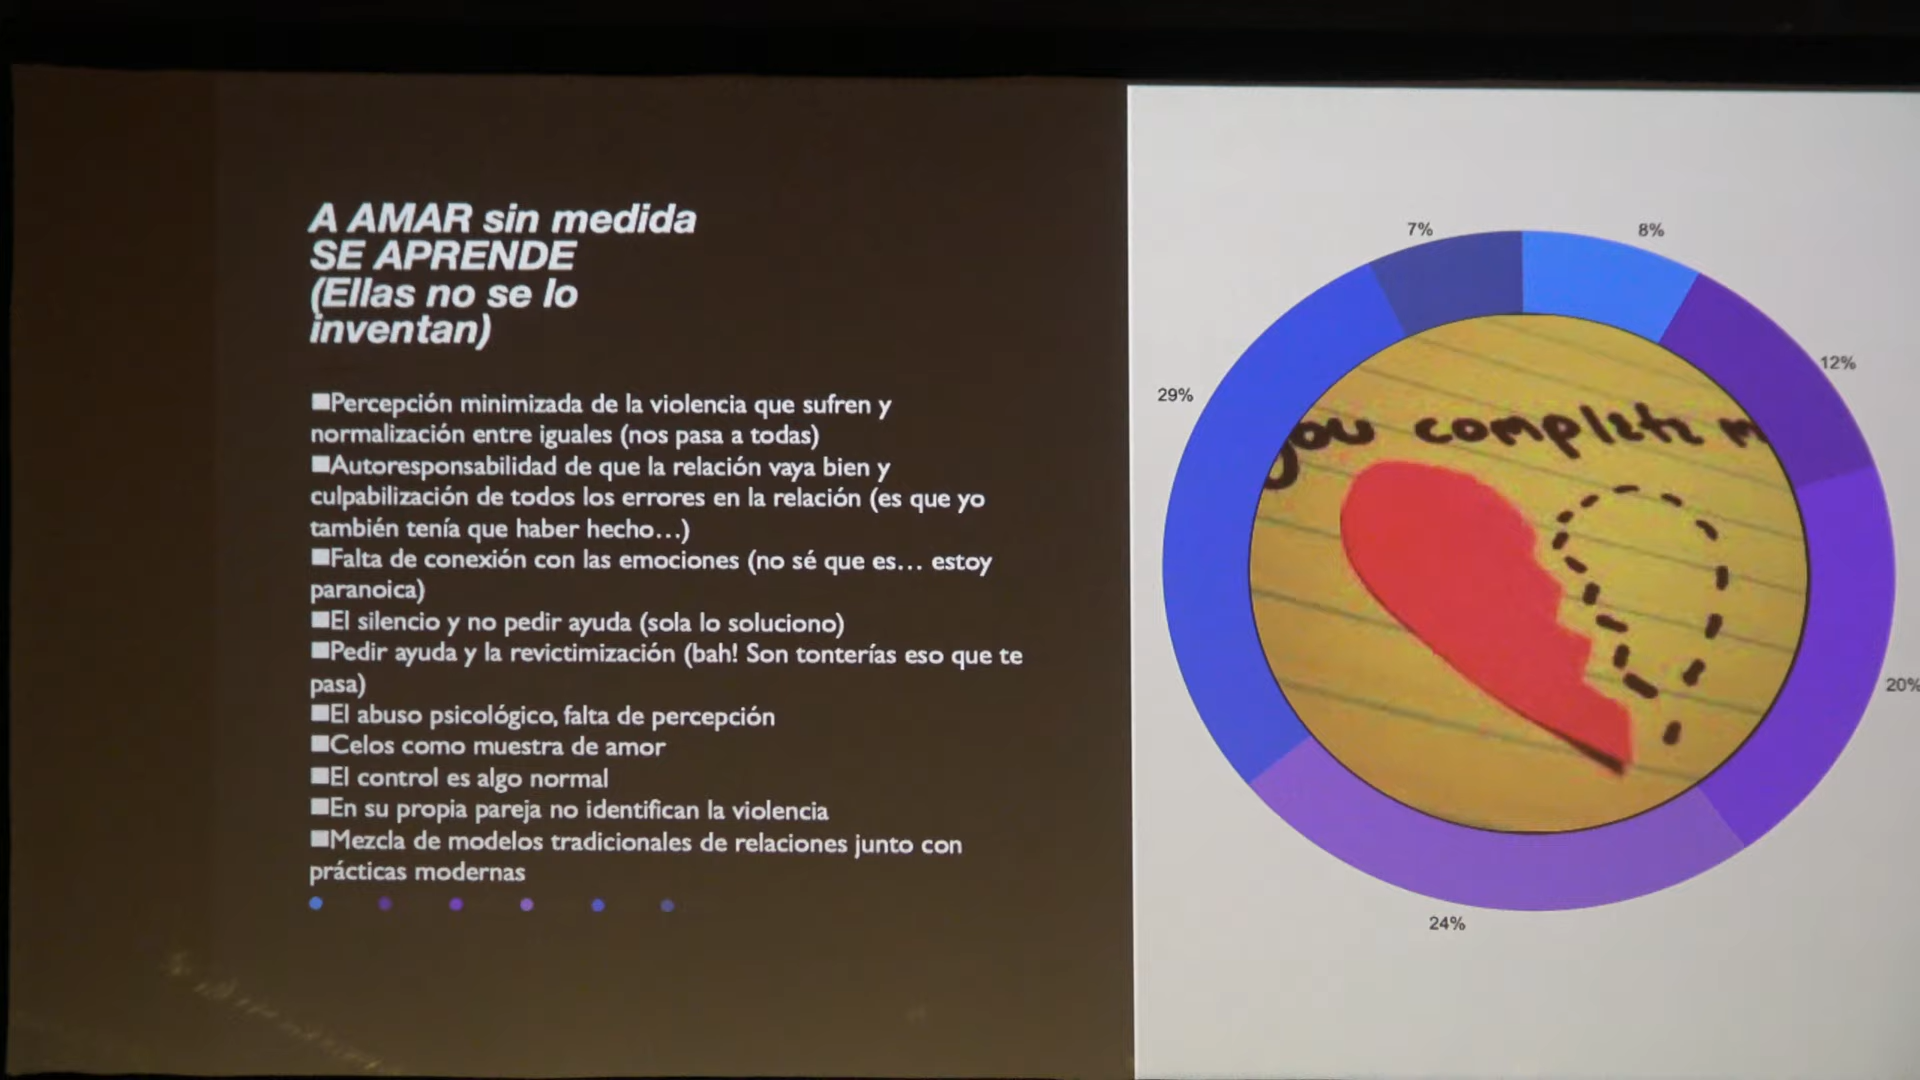 A AMAR sin medida
SE APRENDE
(Ellas no se lo
inventan)
■Percepción minimizada de la violencia que sufren y
normalización entre iguales (nos pasa a todas)
■Autoresponsabilidad de que la relación vaya bien y
culpabilización de todos los errores en la relación (es que yo
también tenía que haber hecho...)
■Falta de conexión con las emociones (no sé que es... estoy
paranoica)
■El silencio y no pedir ayuda (sola lo soluciono)
■Pedir ayuda y la revictimización (bah! Son tonterías eso que te
pasa)
■El abuso psicológico, falta de percepción
■Celos como muestra de amor
■El control es algo normal
■En su propia pareja no identifican la violencia
■Mezcla de modelos tradicionales de relaciones junto con
prácticas modernas
7%
8%
12%
29%
you complete m
20%
24%